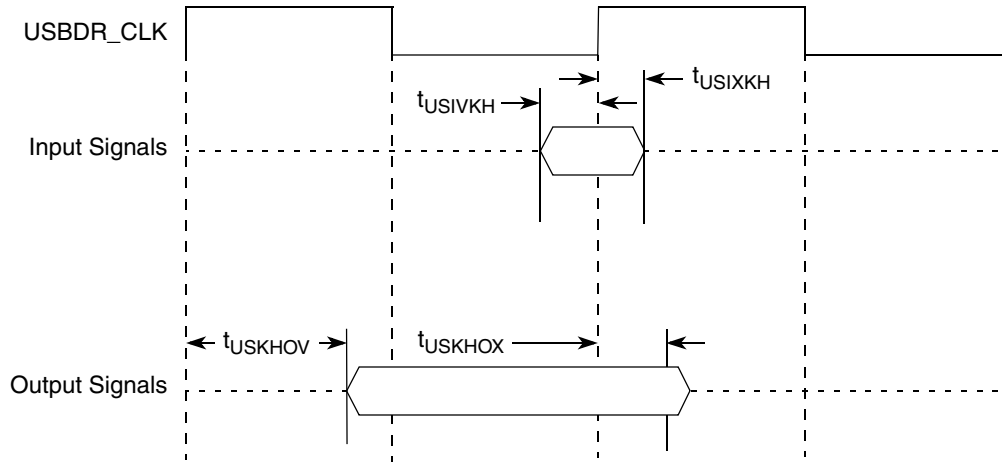 USBDR_CLK
tUSIXKH
tUSIVKH
Input Signals
tUSKHOV
tUSKHOX
Output Signals